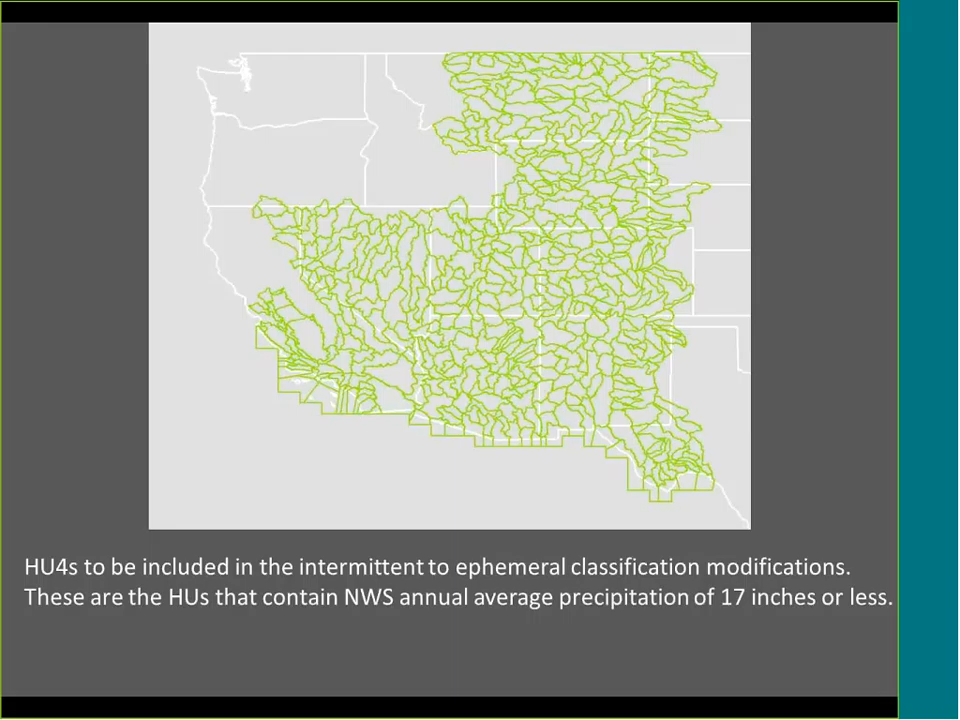 HU4s to be included in the intermittent to ephemeral classification modifications.
These are the HUs that contain NWS annual average precipitation of 17 inches or less.